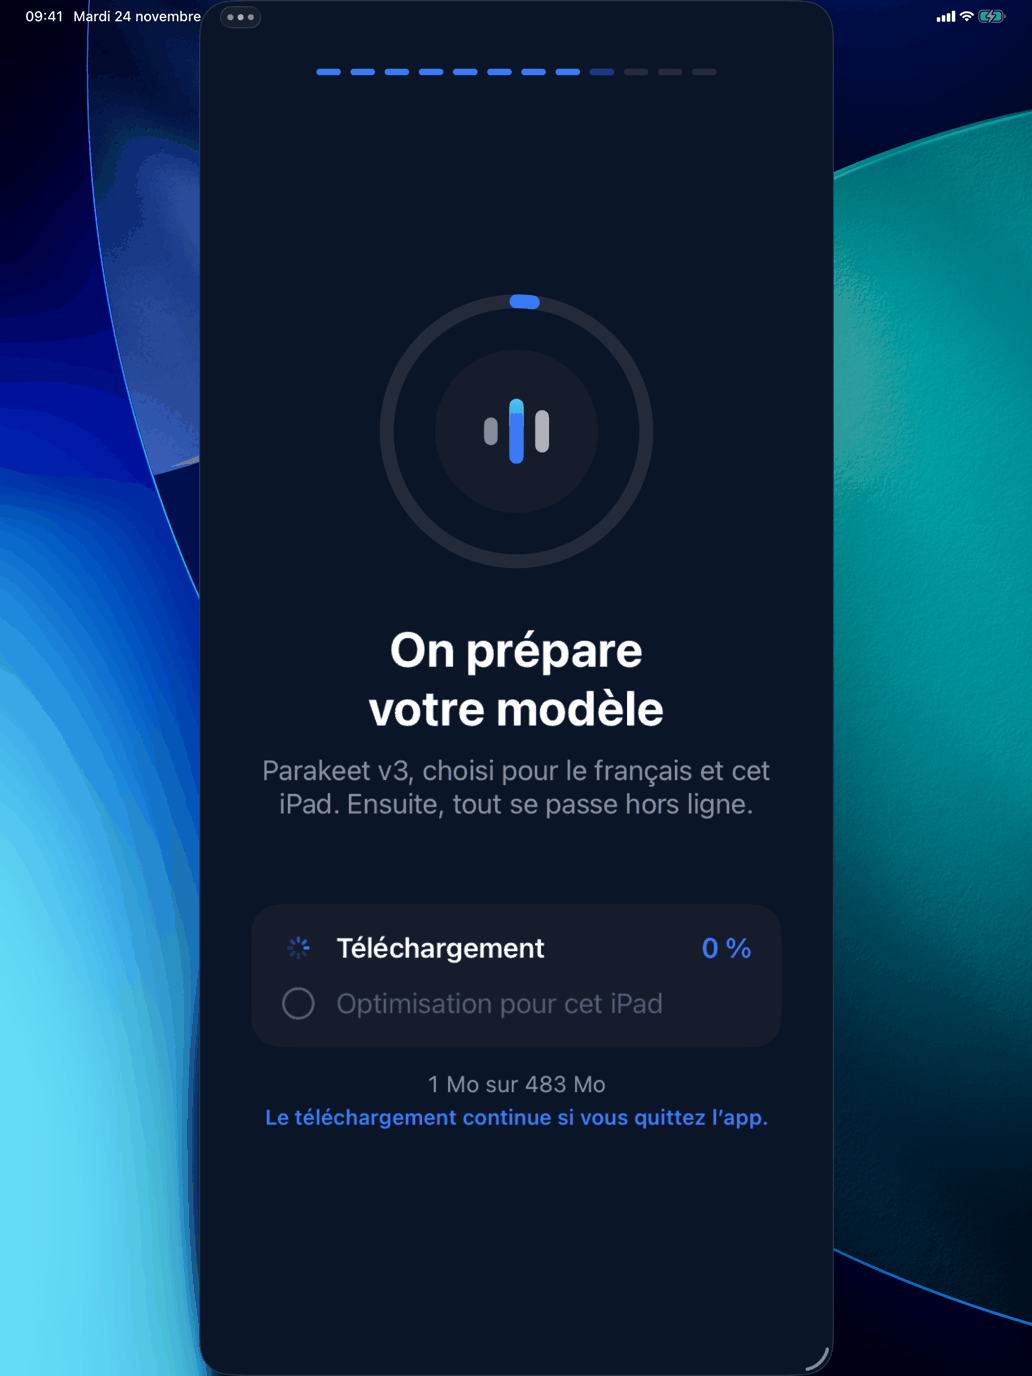 09:41 Mardi 24 novembre
On prépare
votre modèle
Parakeet v3, choisi pour le français et cet
iPad. Ensuite, tout se passe hors ligne.
Téléchargement 0 %
Optimisation pour cet iPad
1 Mo sur 483 Mo
Le téléchargement continue si vous quittez l’app.